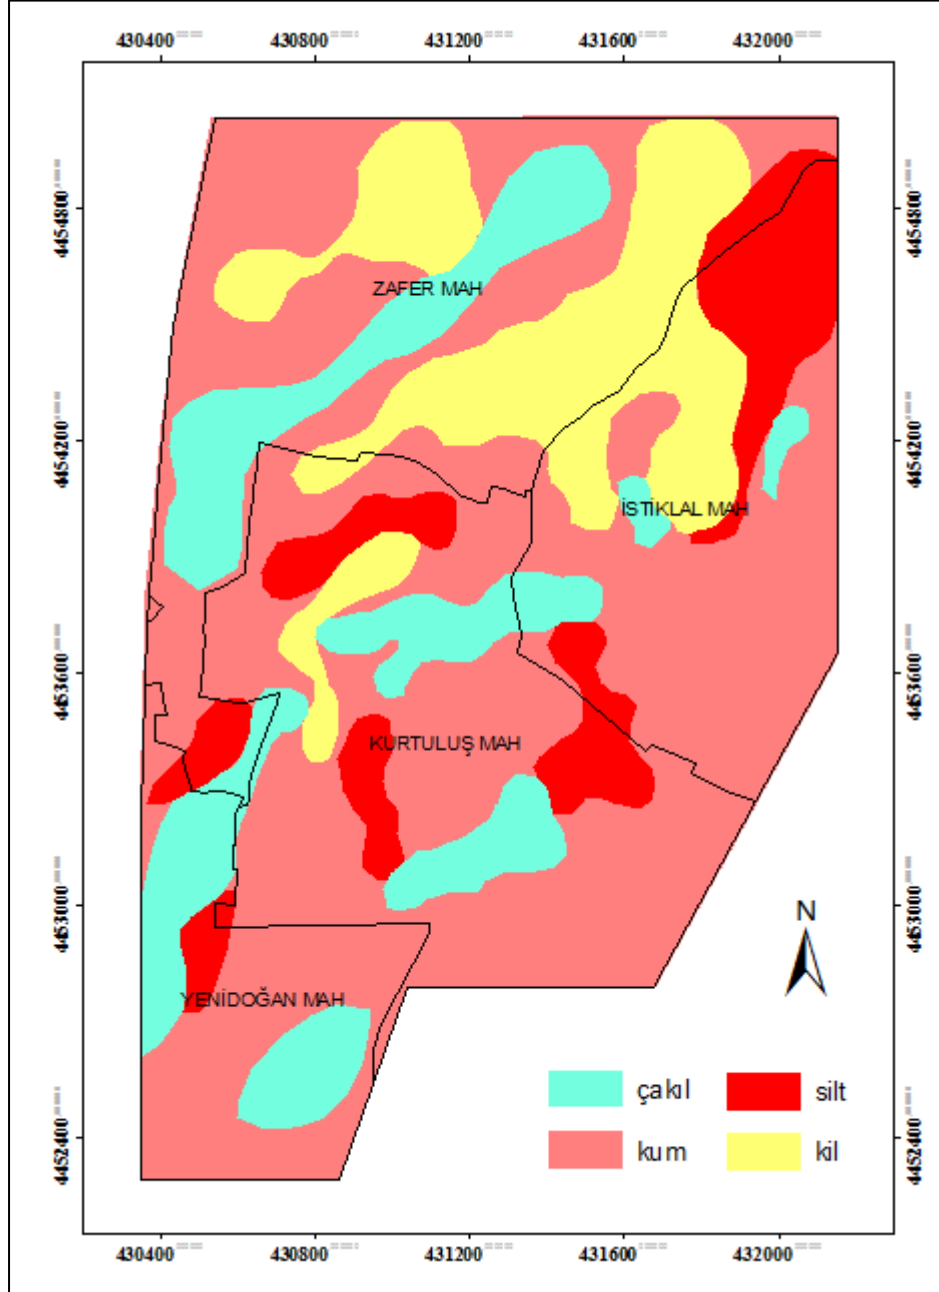 430400 430800 431200 431600 432000
4454800 4454800
ZAFER MAH
4454200 4454200
İSTİKLAL MAH
4453600 4453600
KURTULUŞ MAH
4453000 4453000
N
YENİDOĞAN MAH
çakıl silt
kum kil
4452400 4452400
430400 430800 431200 431600 432000